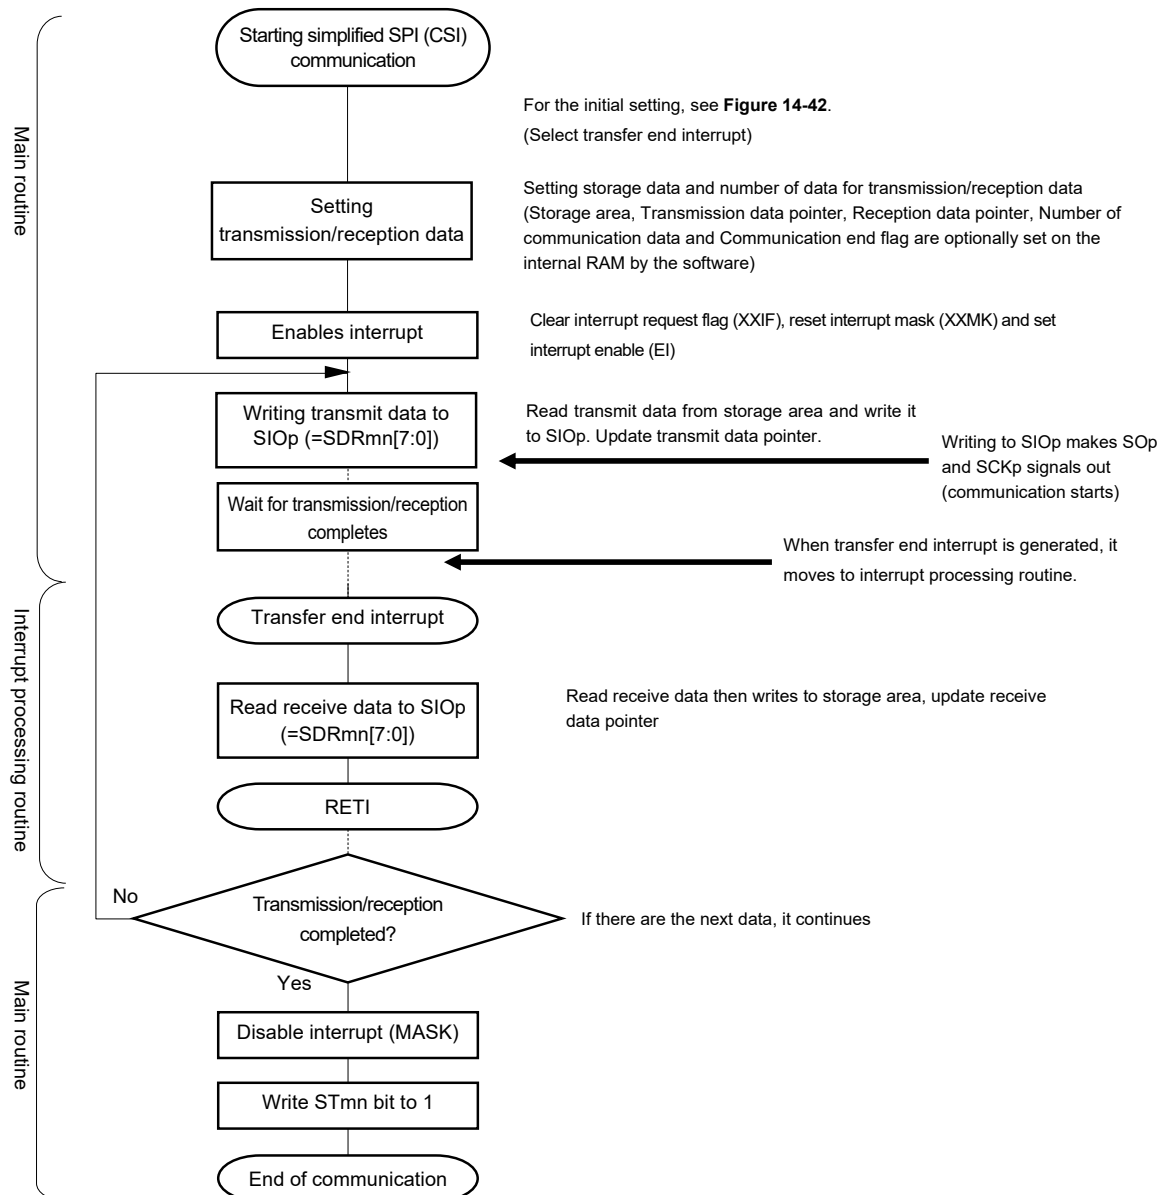 Starting simplified SPI (CSI)
communication
For the initial setting, see Figure 14-42.
(Select transfer end interrupt)
Main routine
Setting
transmission/reception data
Setting storage data and number of data for transmission/reception data
(Storage area, Transmission data pointer, Reception data pointer, Number of
communication data and Communication end flag are optionally set on the
internal RAM by the software)
Enables interrupt
Clear interrupt request flag (XXIF), reset interrupt mask (XXMK) and set
interrupt enable (EI)
Writing transmit data to
SIOp (=SDRmn[7:0])
Read transmit data from storage area and write it
to SIOp. Update transmit data pointer.
Writing to SIOp makes SOp
and SCKp signals out
(communication starts)
Wait for transmission/reception
completes
When transfer end interrupt is generated, it
moves to interrupt processing routine.
Interrupt processing routine
Transfer end interrupt
Read receive data to SIOp
(=SDRmn[7:0])
Read receive data then writes to storage area, update receive
data pointer
RETI
No
Transmission/reception
completed?
If there are the next data, it continues
Yes
Main routine
Disable interrupt (MASK)
Write STmn bit to 1
End of communication